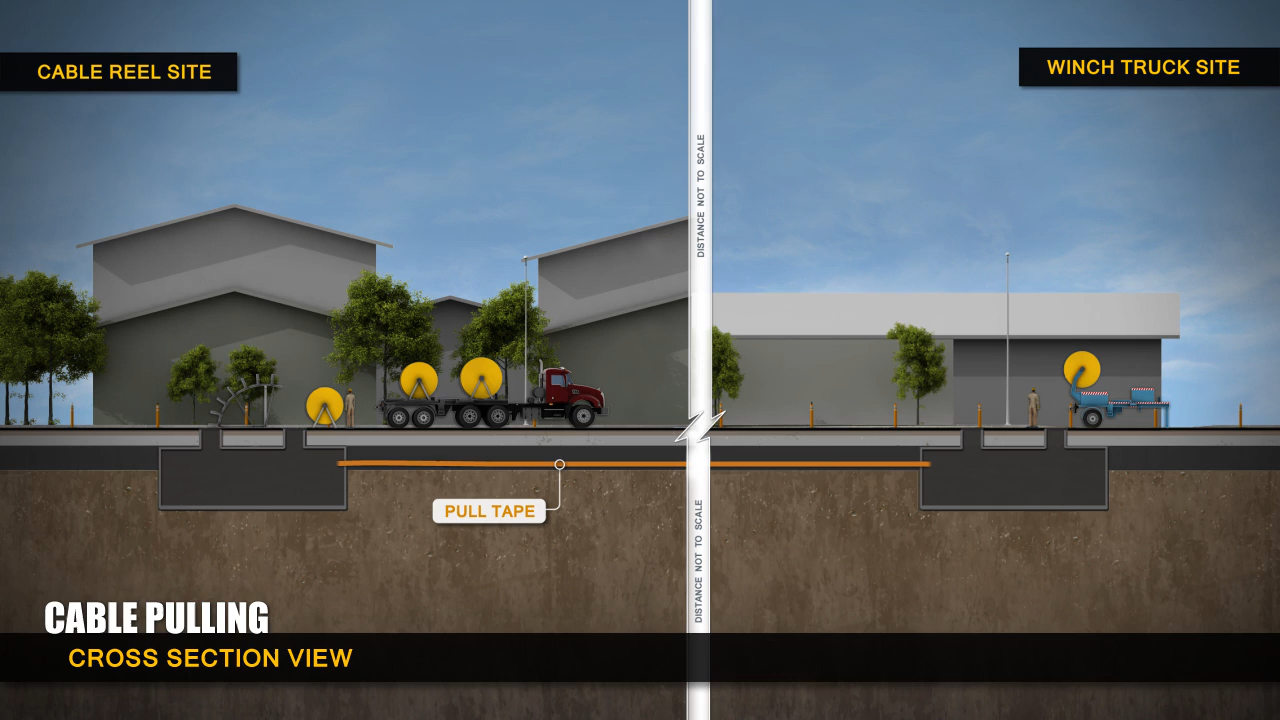 CABLE REEL SITE
WINCH TRUCK SITE
DISTANCE NOT TO SCALE
PULL TAPE
DISTANCE NOT TO SCALE
CABLE PULLING
CROSS SECTION VIEW